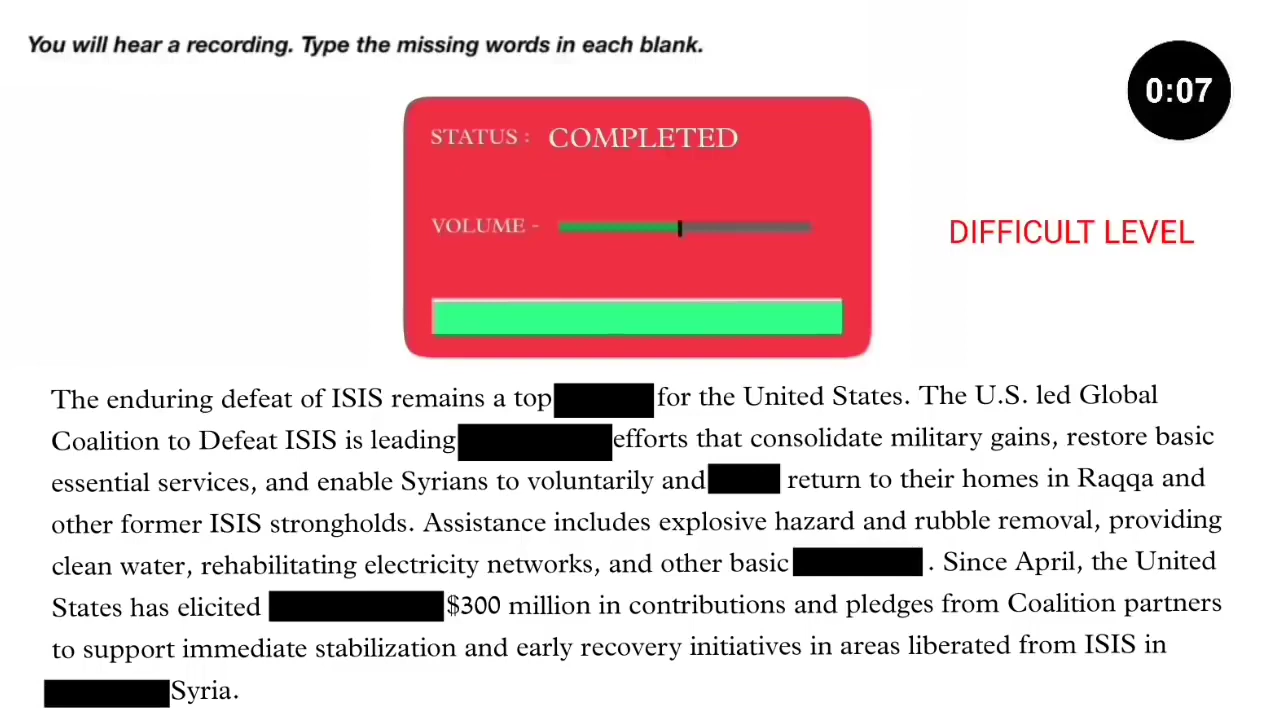 You will hear a recording. Type the missing words in each blank.
0:07
STATUS : COMPLETED
VOLUME -
DIFFICULT LEVEL
The enduring defeat of ISIS remains a top for the United States. The U.S. led Global
Coalition to Defeat ISIS is leading efforts that consolidate military gains, restore basic
essential services, and enable Syrians to voluntarily and return to their homes in Raqqa and
other former ISIS strongholds. Assistance includes explosive hazard and rubble removal, providing
clean water, rehabilitating electricity networks, and other basic . Since April, the United
States has elicited $300 million in contributions and pledges from Coalition partners
to support immediate stabilization and early recovery initiatives in areas liberated from ISIS in
Syria.